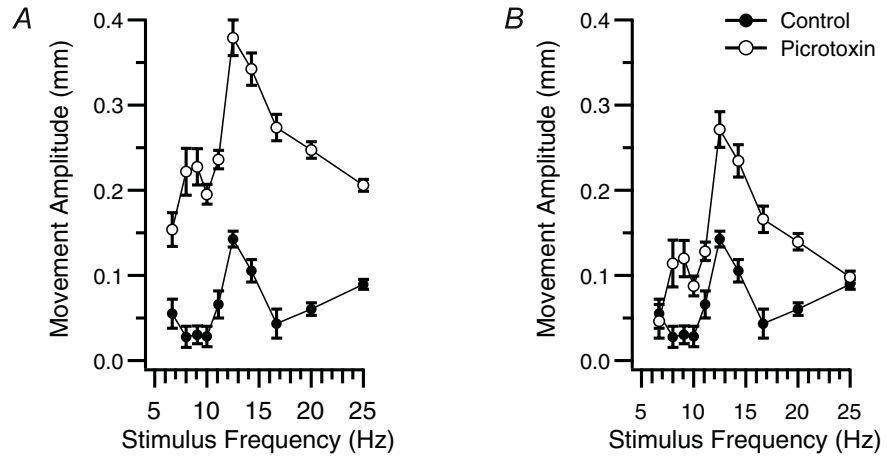 A
0.4
0.3
0.2
0.1
0.0
Movement Amplitude (mm)
5 10 15 20 25
Stimulus Frequency (Hz)
B
0.4
0.3
0.2
0.1
0.0
Movement Amplitude (mm)
5 10 15 20 25
Stimulus Frequency (Hz)
Control
Picrotoxin